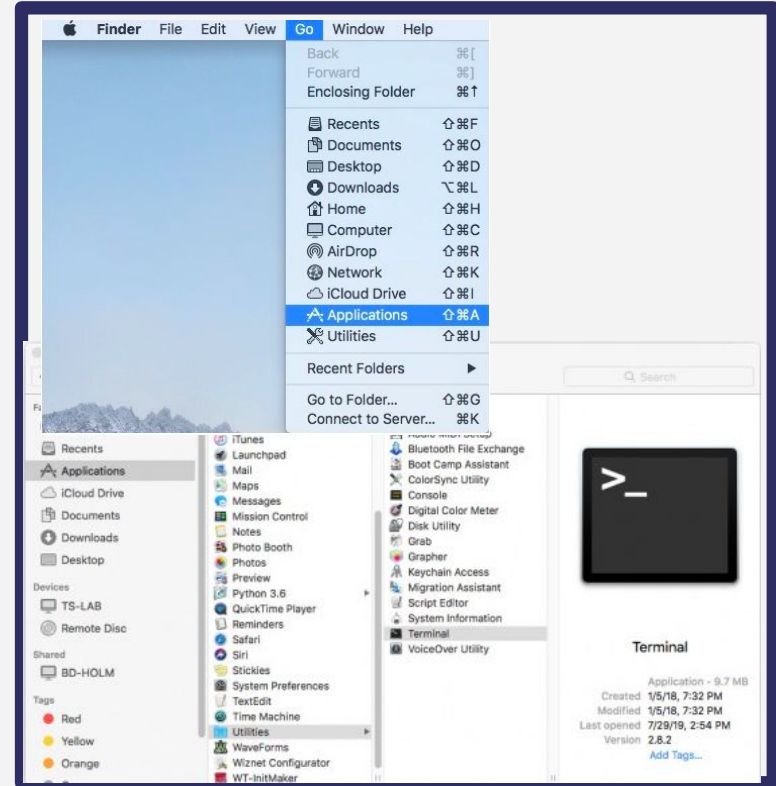 Finder File Edit View Go Window Help
Back ⌘[
Forward ⌘]
Enclosing Folder ⌘↑
Recents ⇧⌘F
Documents ⇧⌘O
Desktop ⇧⌘D
Downloads ⌥⌘L
Home ⇧⌘H
Computer ⇧⌘C
AirDrop ⇧⌘R
Network ⇧⌘K
iCloud Drive ⇧⌘I
Applications ⇧⌘A
Utilities ⇧⌘U
Recent Folders ▶
Go to Folder... ⇧⌘G
Connect to Server... ⌘K
Search
Recents
Applications
iCloud Drive
Documents
Downloads
Desktop
Devices
TS-LAB
Remote Disc
Shared
BD-HOLM
Tags
Red
Yellow
Orange
iTunes
Launchpad
Mail
Maps
Messages
Mission Control
Notes
Photo Booth
Photos
Preview
Python 3.6
QuickTime Player
Reminders
Safari
Siri
Stickies
System Preferences
TextEdit
Time Machine
Utilities
WaveForms
Wiznet Configurator
WT-InitMaker
Audio MIDI Setup
Bluetooth File Exchange
Boot Camp Assistant
ColorSync Utility
Console
Digital Color Meter
Disk Utility
Grab
Grapher
Keychain Access
Migration Assistant
Script Editor
System Information
Terminal
VoiceOver Utility
>_
Terminal
Application - 9.7 MB
Created 1/5/18, 7:32 PM
Modified 1/5/18, 7:32 PM
Last opened 7/29/19, 2:54 PM
Version 2.8.2
Add Tags...